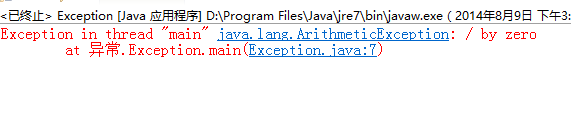 <已终止> Exception [Java 应用程序] D:\Program Files\Java\jre7\bin\javaw.exe ( 2014年8月9日 下午3:
Exception in thread "main" java.lang.ArithmeticException: / by zero
at 异常.Exception.main(Exception.java:7)